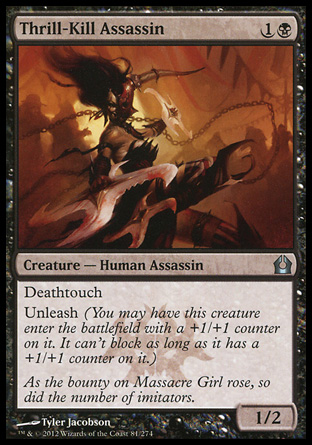 Thrill-Kill Assassin 1
Creature — Human Assassin
Deathtouch
Unleash (You may have this creature
enter the battlefield with a +1/+1 counter
on it. It can't block as long as it has a
+1/+1 counter on it.)
As the bounty on Massacre Girl rose, so
did the number of imitators.
Tyler Jacobson
™ & © 2012 Wizards of the Coast 81/274
1/2